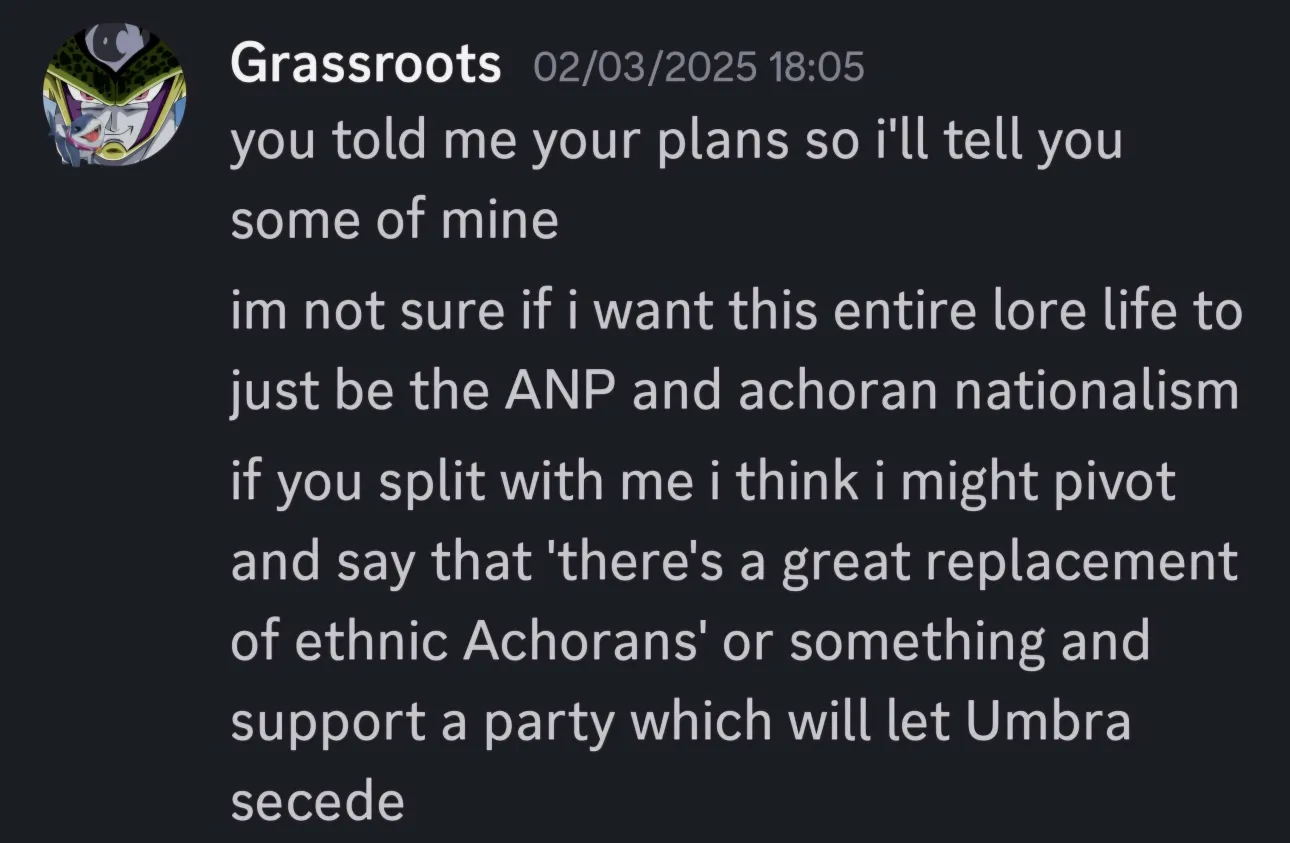 Grassroots 02/03/2025 18:05
you told me your plans so i'll tell you
some of mine
im not sure if i want this entire lore life to
just be the ANP and achoran nationalism
if you split with me i think i might pivot
and say that 'there's a great replacement
of ethnic Achorans' or something and
support a party which will let Umbra
secede